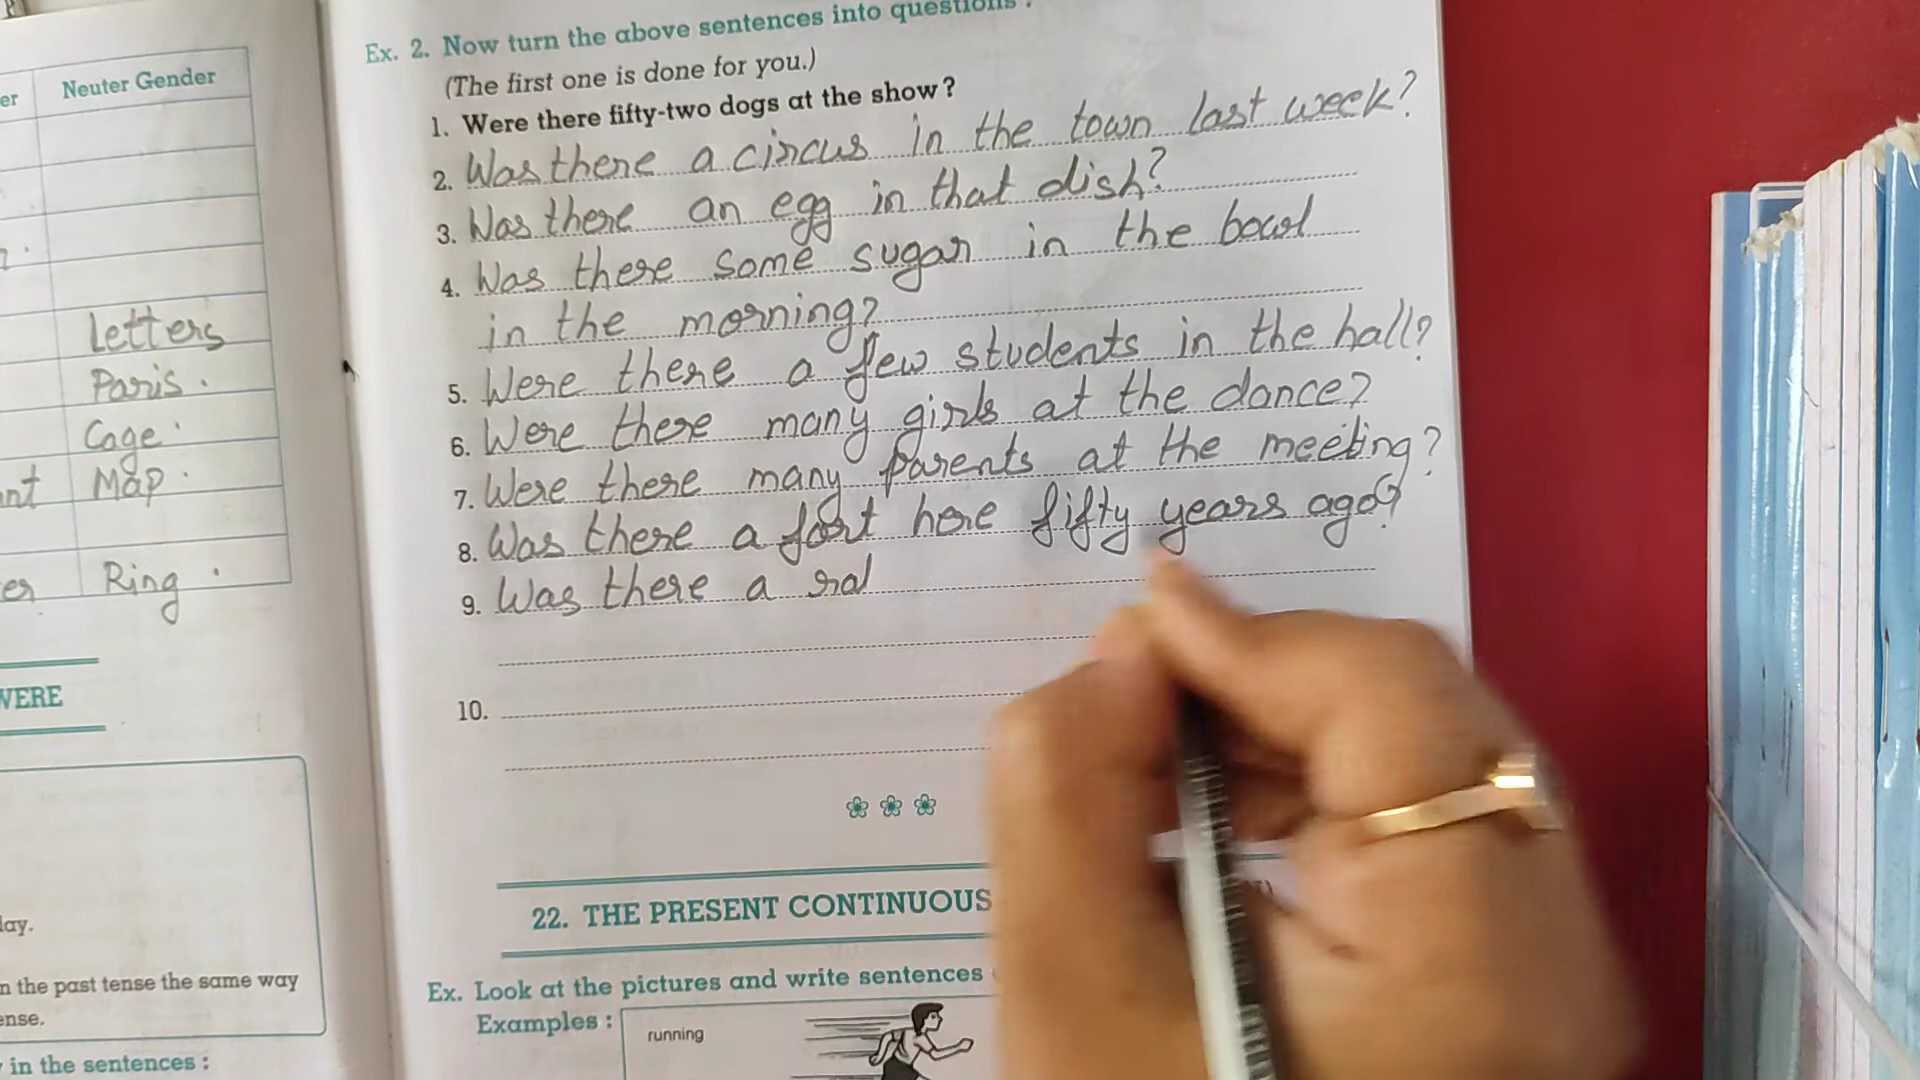 er
Neuter Gender
Letters
Paris.
Cage.
nt
Map.
er
Ring.
WERE
lay.
n the past tense the same way
ense.
in the sentences :
Ex. 2. Now turn the above sentences into questions :
(The first one is done for you.)
1. Were there fifty-two dogs at the show?
2. Was there a circus in the town last week?
3. Was there an egg in that dish?
4. Was there some sugar in the bowl
in the morning?
5. Were there a few students in the hall?
6. Were there many girls at the dance?
7. Were there many parents at the meeting?
8. Was there a fort here fifty years ago?
9. Was there a
10.
22. THE PRESENT CONTINUOUS
Ex. Look at the pictures and write sentences
Examples :
running